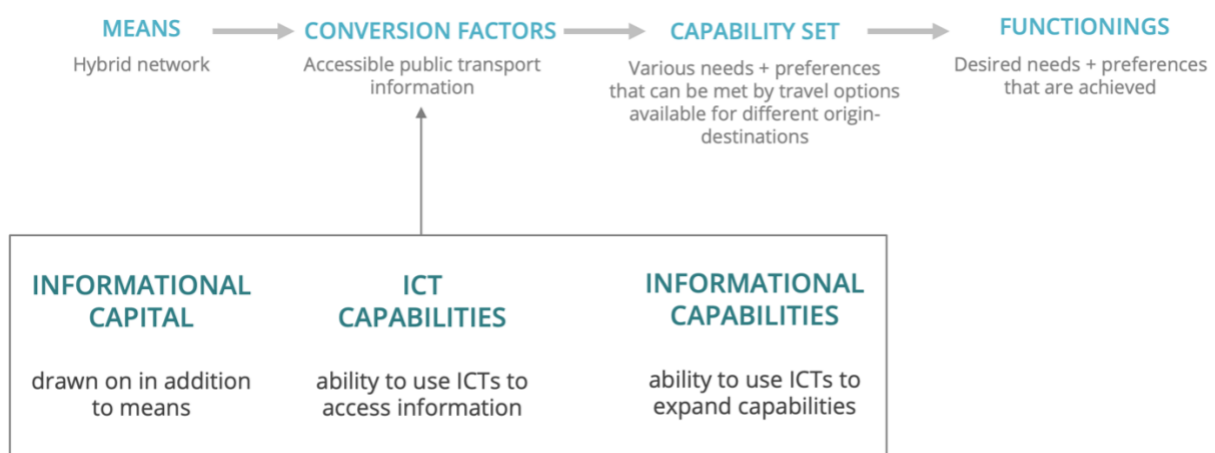 MEANS
Hybrid network
CONVERSION FACTORS
Accessible public transport
information
CAPABILITY SET
Various needs + preferences
that can be met by travel options
available for different origin-
destinations
FUNCTIONINGS
Desired needs + preferences
that are achieved
INFORMATIONAL
CAPITAL
drawn on in addition
to means
ICT
CAPABILITIES
ability to use ICTs to
access information
INFORMATIONAL
CAPABILITIES
ability to use ICTs to
expand capabilities